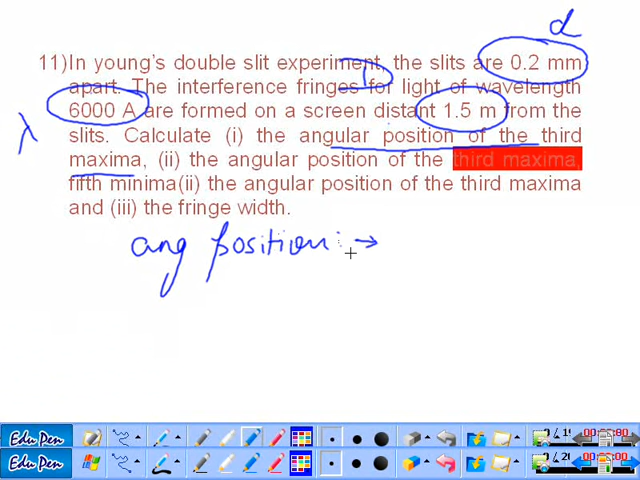 d
11)In young's double slit experiment, the slits are 0.2 mm
D
apart. The interference fringes for light of wavelength
λ
6000 A are formed on a screen distant 1.5 m from the
slits. Calculate (i) the angular position of the third
maxima, (ii) the angular position of the third maxima,
fifth minima(ii) the angular position of the third maxima
and (iii) the fringe width.
ang position:→
Edu Pen
Edu Pen